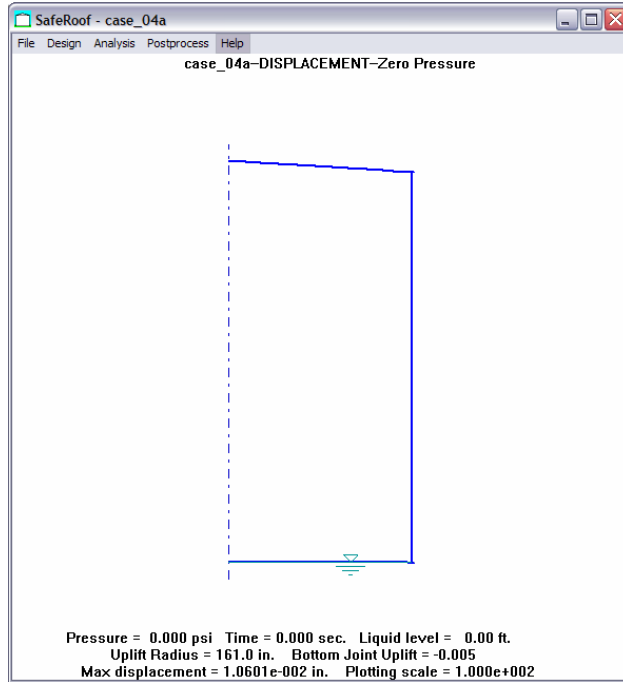 SafeRoof - case_04a
File Design Analysis Postprocess Help
case_04a-DISPLACEMENT-Zero Pressure
Pressure = 0.000 psi Time = 0.000 sec. Liquid level = 0.00 ft.
Uplift Radius = 161.0 in. Bottom Joint Uplift = -0.005
Max displacement = 1.0601e-002 in. Plotting scale = 1.000e+002